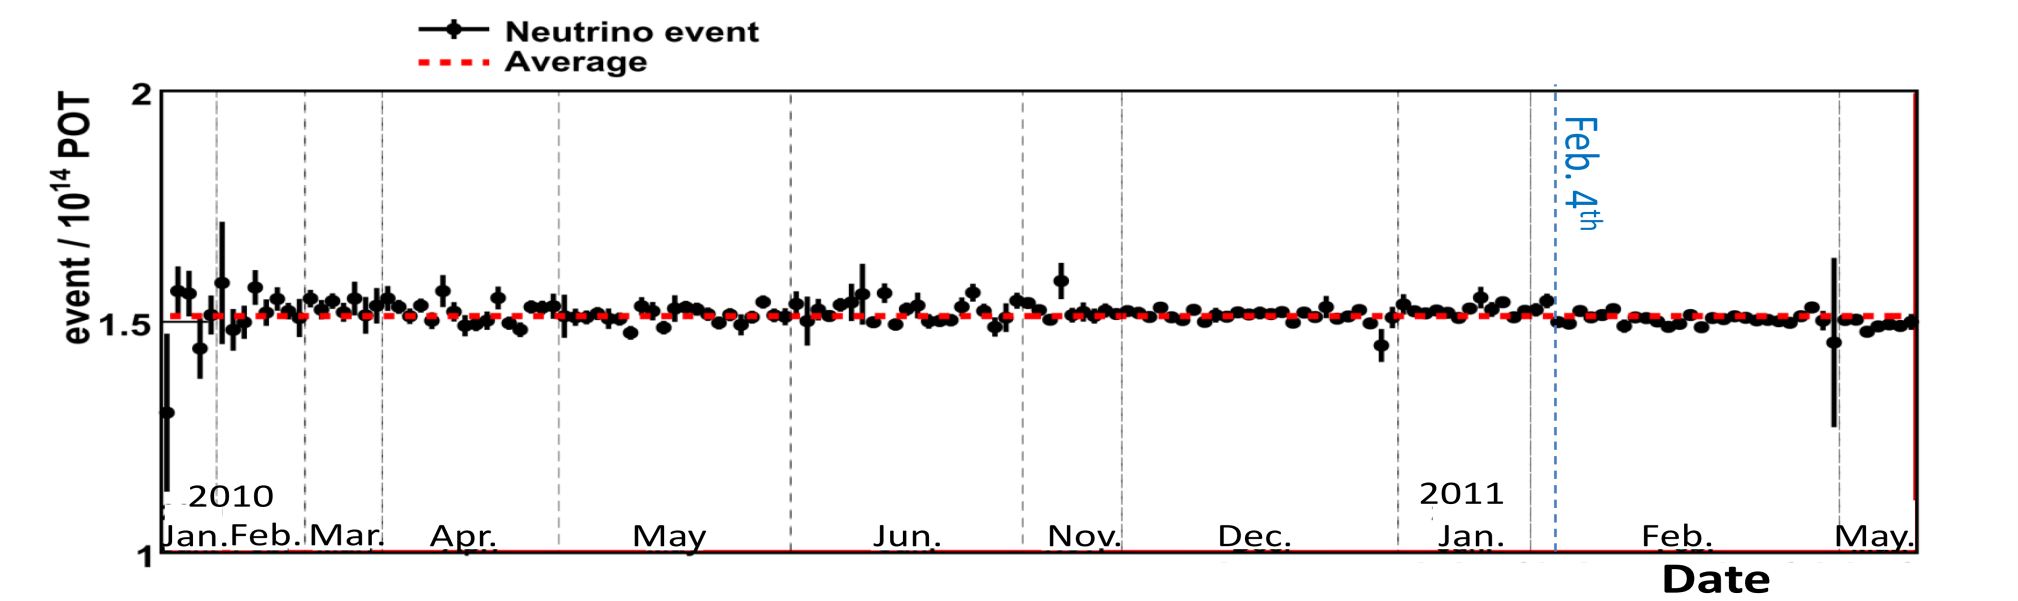 Neutrino event
Average
event / 10¹⁴ POT
2
1.5
1
Feb. 4ᵗʰ
2010
2011
Jan. Feb. Mar. Apr. May Jun. Nov. Dec. Jan. Feb. May.
Date